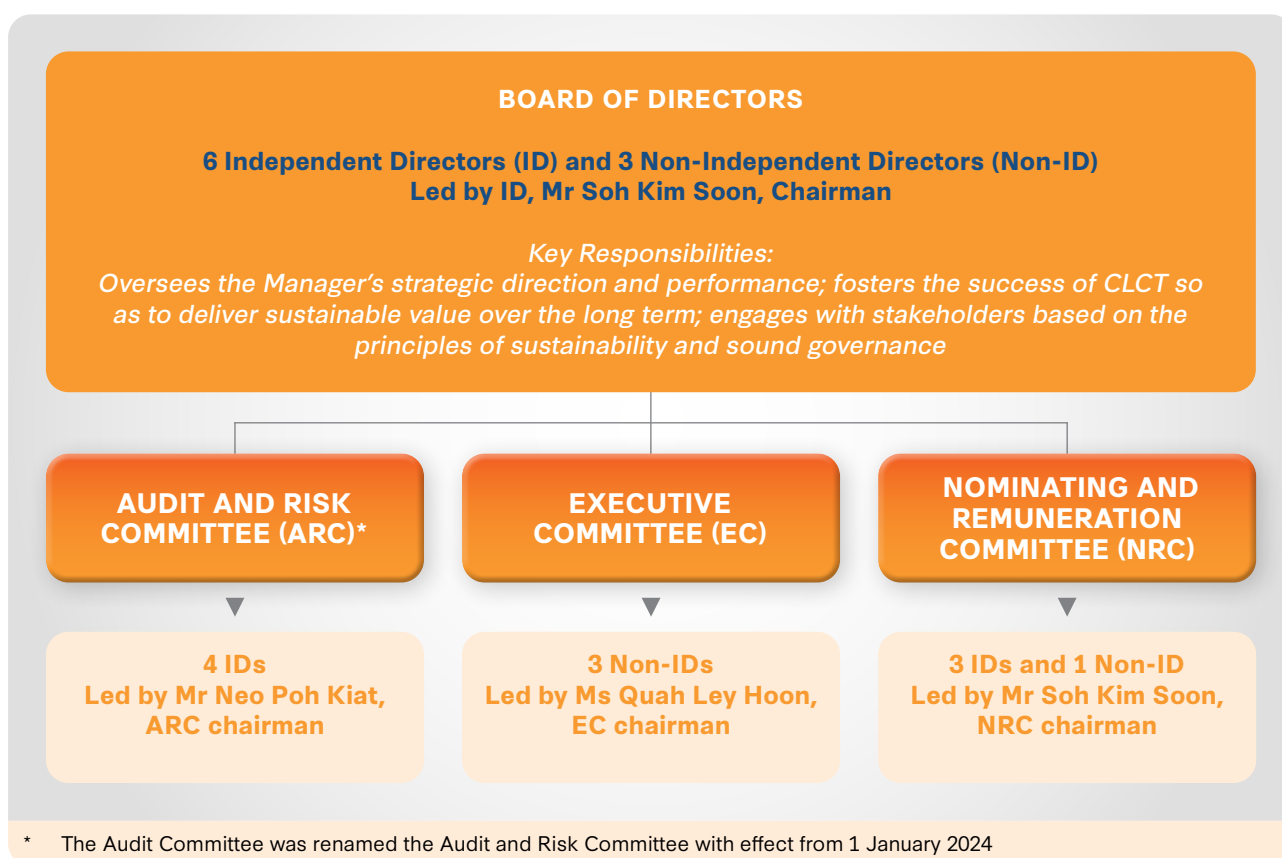 BOARD OF DIRECTORS
6 Independent Directors (ID) and 3 Non-Independent Directors (Non-ID)
Led by ID, Mr Soh Kim Soon, Chairman
Key Responsibilities:
Oversees the Manager’s strategic direction and performance; fosters the success of CLCT so
as to deliver sustainable value over the long term; engages with stakeholders based on the
principles of sustainability and sound governance
AUDIT AND RISK
COMMITTEE (ARC)*
EXECUTIVE
COMMITTEE (EC)
NOMINATING AND
REMUNERATION
COMMITTEE (NRC)
4 IDs
Led by Mr Neo Poh Kiat,
ARC chairman
3 Non-IDs
Led by Ms Quah Ley Hoon,
EC chairman
3 IDs and 1 Non-ID
Led by Mr Soh Kim Soon,
NRC chairman
* The Audit Committee was renamed the Audit and Risk Committee with effect from 1 January 2024